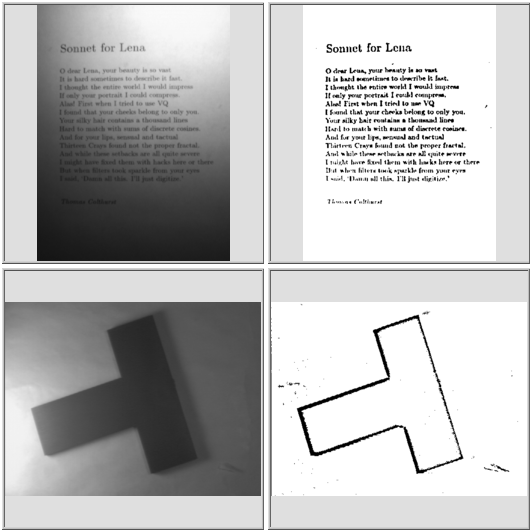 Sonnet for Lena
O dear Lena, your beauty is so vast
It is hard sometimes to describe it fast.
I thought the entire world I would impress
If only your portrait I could compress.
Alas! First when I tried to use VQ
I found that your cheeks belong to only you.
Your silky hair contains a thousand lines
Hard to match with sums of discrete cosines.
And for your lips, sensual and tactual
Thirteen Crays found not the proper fractal.
And while these setbacks are all quite severe
I might have fixed them with hacks here or there
But when filters took sparkle from your eyes
I said, 'Damn all this. I'll just digitize.'
Thomas Colthurst
Sonnet for Lena
O dear Lena, your beauty is so vast
It is hard sometimes to describe it fast.
I thought the entire world I would impress
If only your portrait I could compress.
Alas! First when I tried to use VQ
I found that your cheeks belong to only you.
Your silky hair contains a thousand lines
Hard to match with sums of discrete cosines.
And for your lips, sensual and tactual
Thirteen Crays found not the proper fractal.
And while these setbacks are all quite severe
I might have fixed them with hacks here or there
But when filters took sparkle from your eyes
I said, 'Damn all this. I'll just digitize.'
Thomas Colthurst